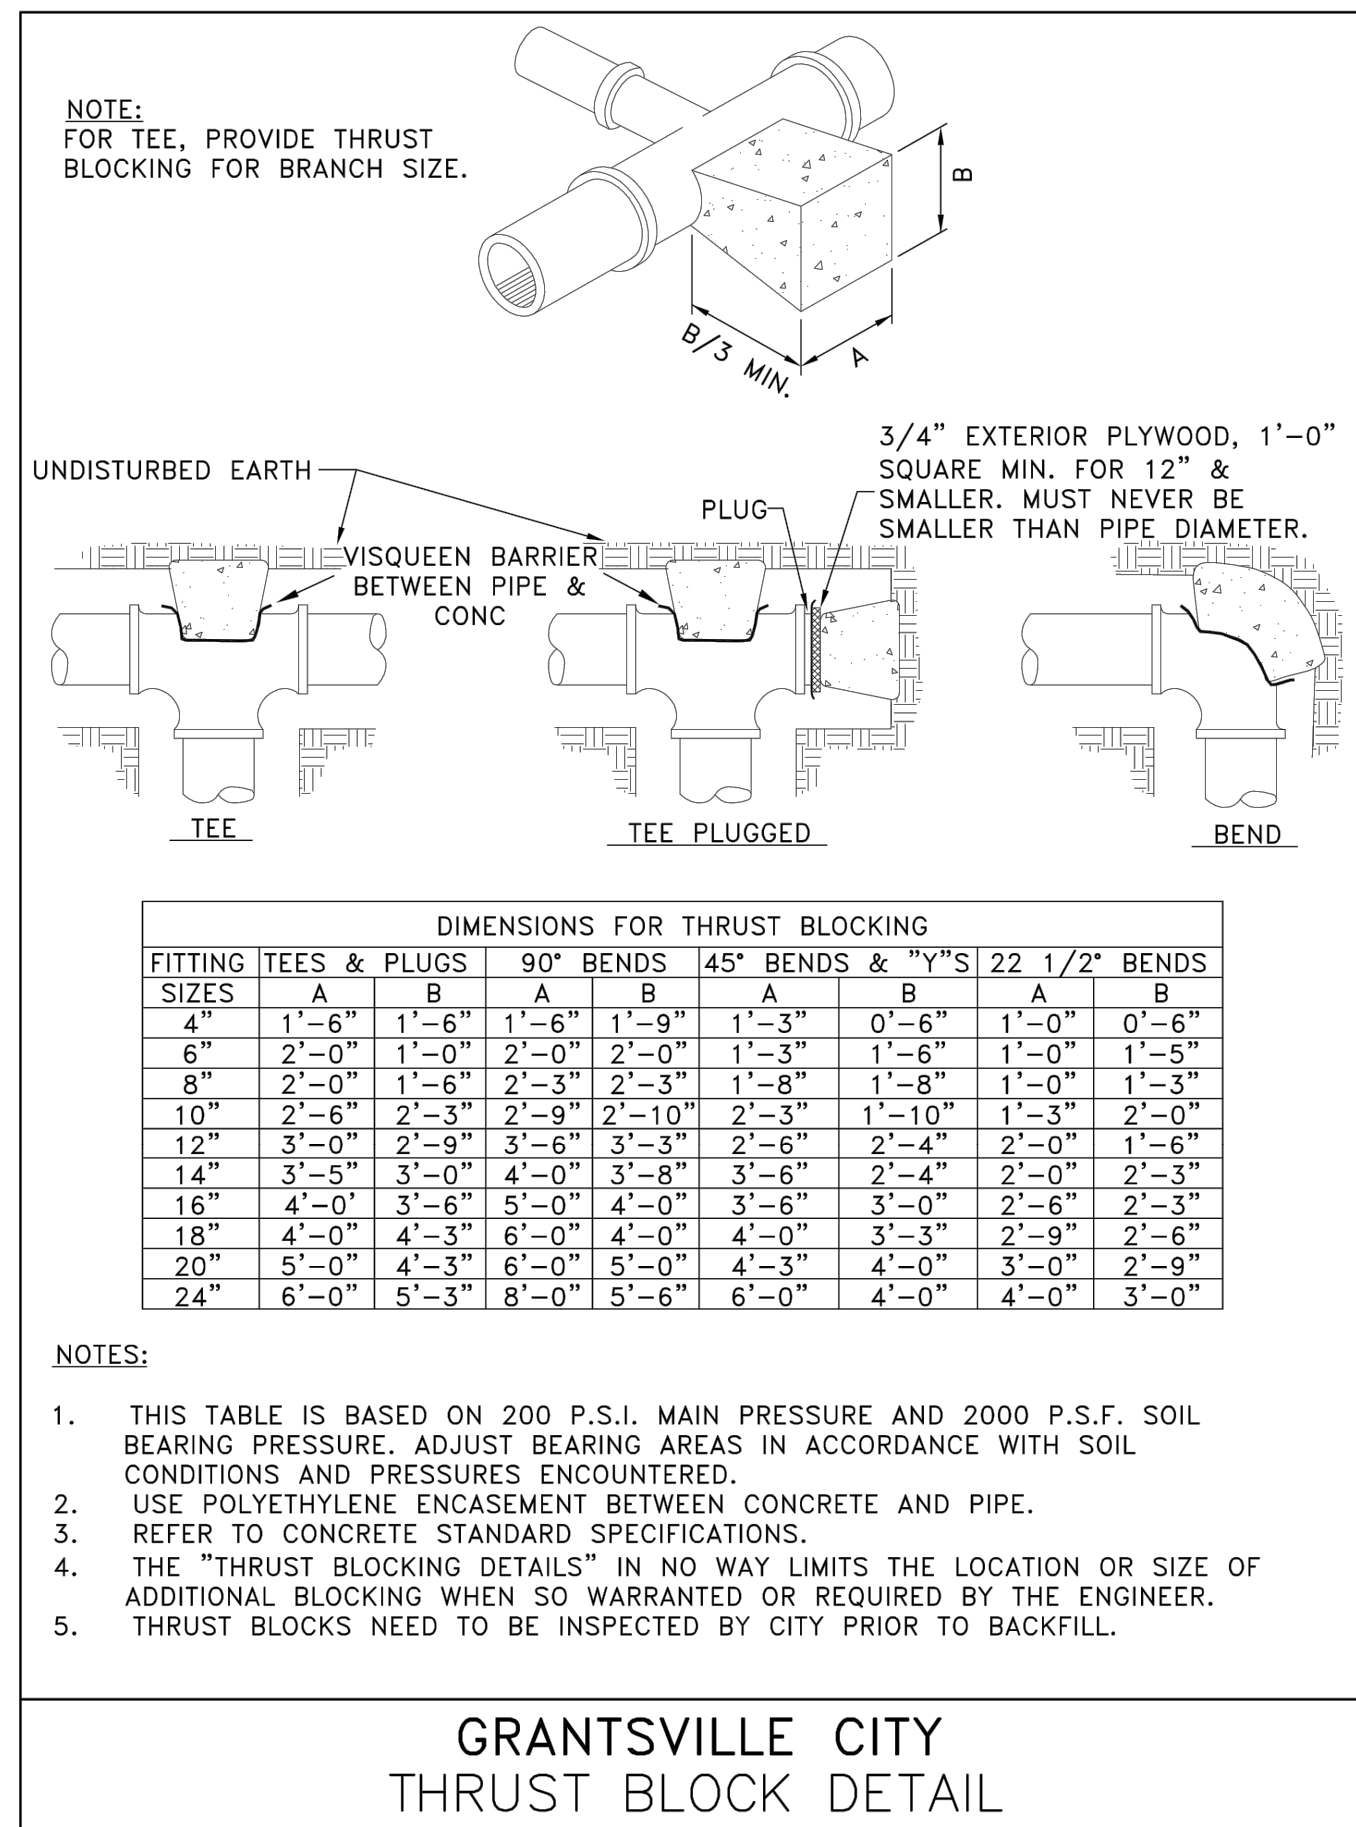 NOTE:
FOR TEE, PROVIDE THRUST
BLOCKING FOR BRANCH SIZE.
B
B/3 MIN.
A
3/4” EXTERIOR PLYWOOD, 1’-0”
SQUARE MIN. FOR 12” &
SMALLER. MUST NEVER BE
SMALLER THAN PIPE DIAMETER.
UNDISTURBED EARTH
PLUG
VISQUEEN BARRIER
BETWEEN PIPE &
CONC
TEE
TEE PLUGGED
BEND
DIMENSIONS FOR THRUST BLOCKING
FITTING TEES & PLUGS 90° BENDS 45° BENDS & ”Y”S 22 1/2° BENDS
SIZES A B A B A B A B
4” 1’-6” 1’-6” 1’-6” 1’-9” 1’-3” 0’-6” 1’-0” 0’-6”
6” 2’-0” 1’-0” 2’-0” 2’-0” 1’-3” 1’-6” 1’-0” 1’-5”
8” 2’-0” 1’-6” 2’-3” 2’-3” 1’-8” 1’-8” 1’-0” 1’-3”
10” 2’-6” 2’-3” 2’-9” 2’-10” 2’-3” 1’-10” 1’-3” 2’-0”
12” 3’-0” 2’-9” 3’-6” 3’-3” 2’-6” 2’-4” 2’-0” 1’-6”
14” 3’-5” 3’-0” 4’-0” 3’-8” 3’-6” 2’-4” 2’-0” 2’-3”
16” 4’-0’ 3’-6” 5’-0” 4’-0” 3’-6” 3’-0” 2’-6” 2’-3”
18” 4’-0” 4’-3” 6’-0” 4’-0” 4’-0” 3’-3” 2’-9” 2’-6”
20” 5’-0” 4’-3” 6’-0” 5’-0” 4’-3” 4’-0” 3’-0” 2’-9”
24” 6’-0” 5’-3” 8’-0” 5’-6” 6’-0” 4’-0” 4’-0” 3’-0”
NOTES:
1. THIS TABLE IS BASED ON 200 P.S.I. MAIN PRESSURE AND 2000 P.S.F. SOIL
BEARING PRESSURE. ADJUST BEARING AREAS IN ACCORDANCE WITH SOIL
CONDITIONS AND PRESSURES ENCOUNTERED.
2. USE POLYETHYLENE ENCASEMENT BETWEEN CONCRETE AND PIPE.
3. REFER TO CONCRETE STANDARD SPECIFICATIONS.
4. THE ”THRUST BLOCKING DETAILS” IN NO WAY LIMITS THE LOCATION OR SIZE OF
ADDITIONAL BLOCKING WHEN SO WARRANTED OR REQUIRED BY THE ENGINEER.
5. THRUST BLOCKS NEED TO BE INSPECTED BY CITY PRIOR TO BACKFILL.
GRANTSVILLE CITY
THRUST BLOCK DETAIL